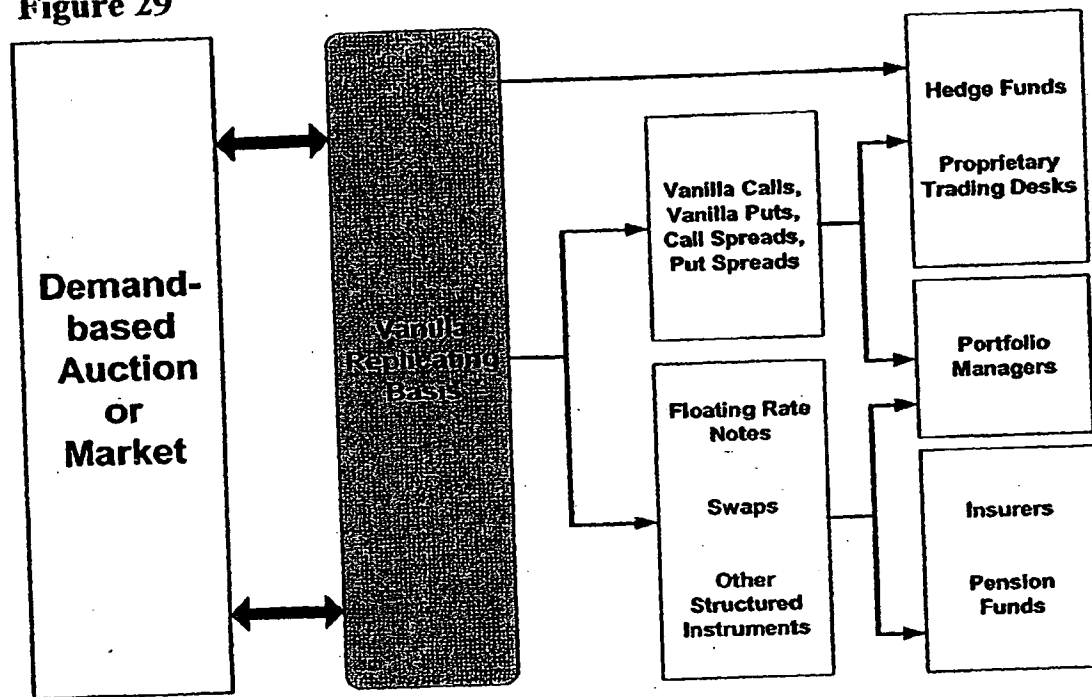 Figure 29
Demand-
based
Auction
or
Market
Vanilla
Replicating
Basis
Vanilla Calls,
Vanilla Puts,
Call Spreads,
Put Spreads
Floating Rate
Notes
Swaps
Other
Structured
Instruments
Hedge Funds
Proprietary
Trading Desks
Portfolio
Managers
Insurers
Pension
Funds